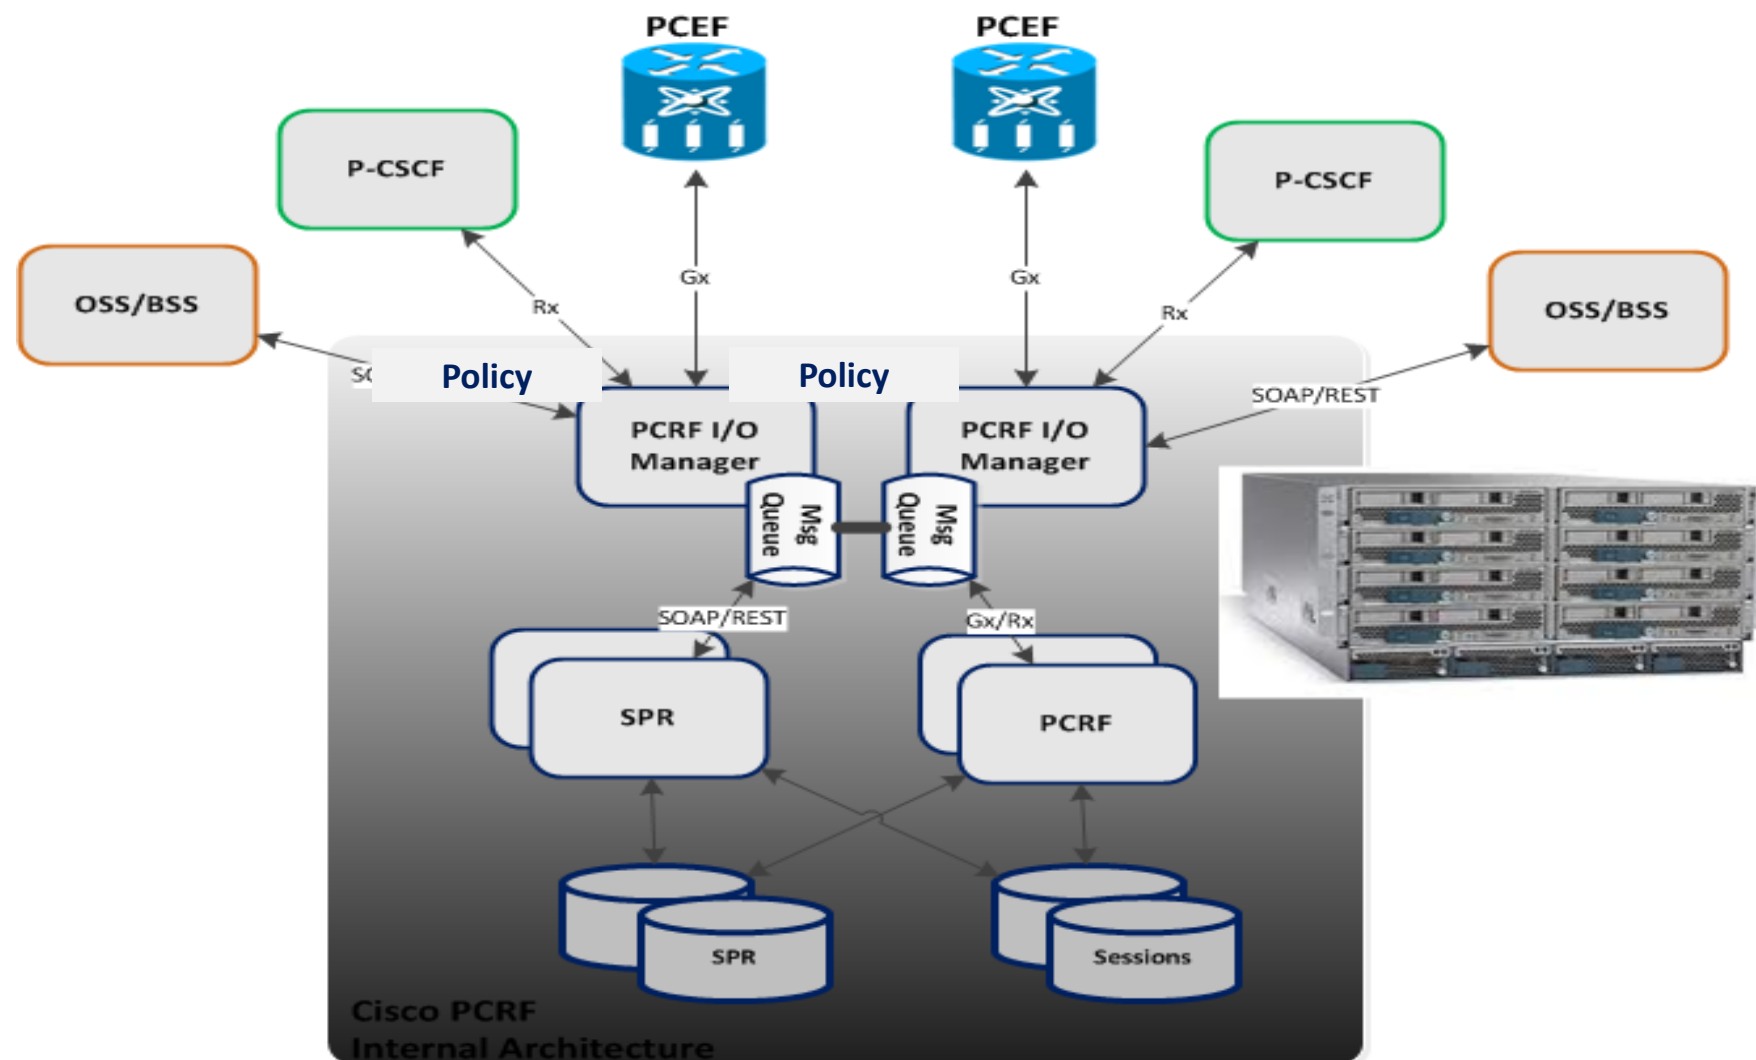 PCEF
PCEF
P-CSCF
P-CSCF
OSS/BSS
OSS/BSS
Gx
Gx
Rx
Rx
Policy
Policy
SOAP/REST
PCRF I/O
Manager
PCRF I/O
Manager
Msg
Queue
Msg
Queue
SOAP/REST
Gx/Rx
SPR
PCRF
SPR
Sessions
Cisco PCRF
Internal Architecture